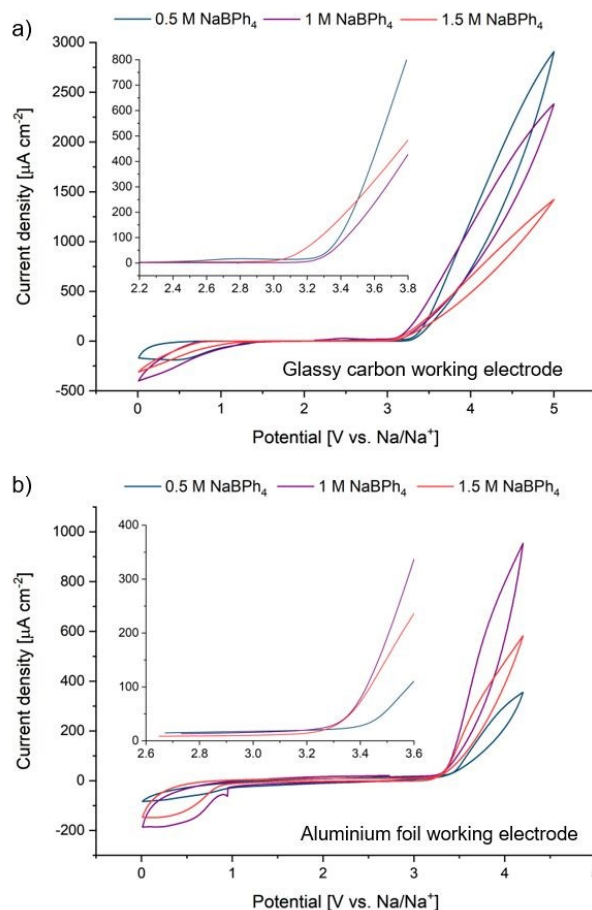 a)
0.5 M NaBPh₄ 1 M NaBPh₄ 1.5 M NaBPh₄
3000
2500
2000
1500
1000
500
0
-500
Current density [µA cm⁻²]
800
700
600
500
400
300
200
100
0
2.2 2.4 2.6 2.8 3.0 3.2 3.4 3.6 3.8
Glassy carbon working electrode
0 1 2 3 4 5
Potential [V vs. Na/Na⁺]
b)
0.5 M NaBPh₄ 1 M NaBPh₄ 1.5 M NaBPh₄
1000
800
600
400
200
0
-200
Current density [µA cm⁻²]
400
300
200
100
0
2.6 2.8 3.0 3.2 3.4 3.6
Aluminium foil working electrode
0 1 2 3 4
Potential [V vs. Na/Na⁺]